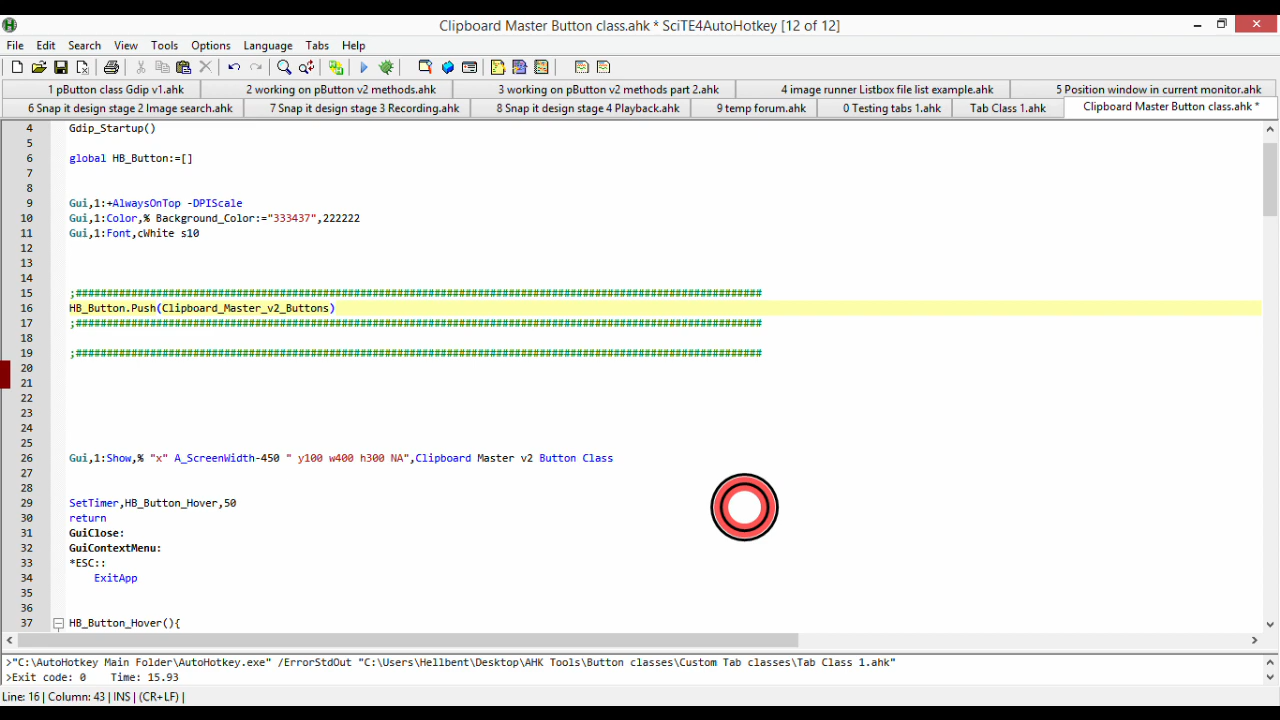 Clipboard Master Button class.ahk * SciTE4AutoHotkey [12 of 12]
File Edit Search View Tools Options Language Tabs Help
1 pButton class Gdip v1.ahk 2 working on pButton v2 methods.ahk 3 working on pButton v2 methods part 2.ahk 4 image runner Listbox file list example.ahk 5 Position window in current monitor.ahk
6 Snap it design stage 2 Image search.ahk 7 Snap it design stage 3 Recording.ahk 8 Snap it design stage 4 Playback.ahk 9 temp forum.ahk 0 Testing tabs 1.ahk Tab Class 1.ahk Clipboard Master Button class.ahk *
4 Gdip_Startup()
5
6 global HB_Button:=[]
7
8
9 Gui,1:+AlwaysOnTop -DPIScale
10 Gui,1:Color,% Background_Color:="333437",222222
11 Gui,1:Font,cWhite s10
12
13
14
15 ;###############################################################################################################
16 HB_Button.Push(Clipboard_Master_v2_Buttons)
17 ;###############################################################################################################
18
19 ;###############################################################################################################
20
21
22
23
24
25
26 Gui,1:Show,% "x" A_ScreenWidth-450 " y100 w400 h300 NA",Clipboard Master v2 Button Class
27
28
29 SetTimer,HB_Button_Hover,50
30 return
31 GuiClose:
32 GuiContextMenu:
33 *ESC::
34 ExitApp
35
36
37 HB_Button_Hover(){
>"C:\AutoHotkey Main Folder\AutoHotkey.exe" /ErrorStdOut "C:\Users\Hellbent\Desktop\AHK Tools\Button classes\Custom Tab classes\Tab Class 1.ahk"
>Exit code: 0 Time: 15.93
Line: 16 | Column: 43 | INS | (CR+LF) |